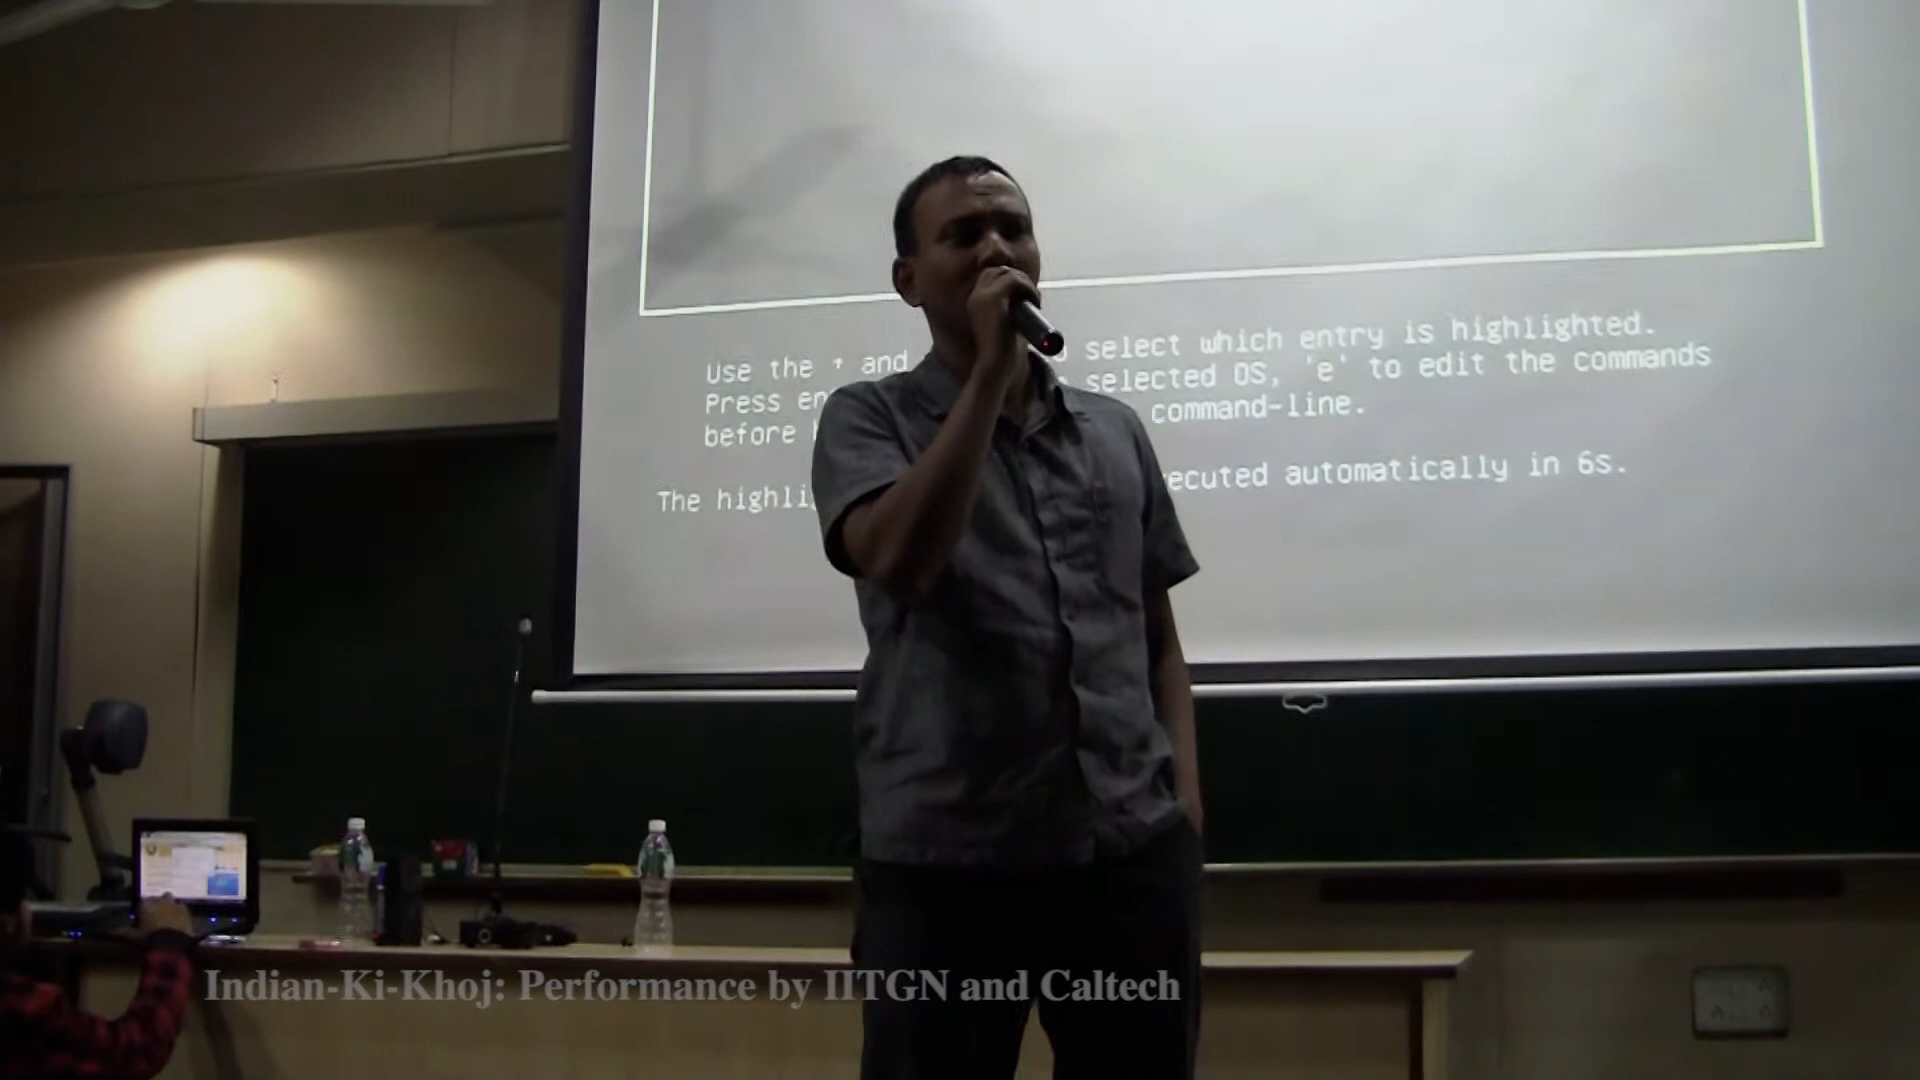 Use the ↑ and select which entry is highlighted.
Press en selected OS, 'e' to edit the commands
before command-line.
The highli ecuted automatically in 6s.
Indian-Ki-Khoj: Performance by IITGN and Caltech